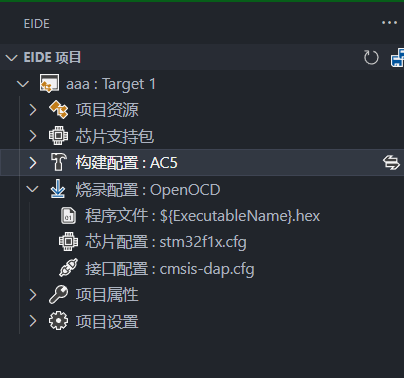 EIDE
EIDE 项目
aaa : Target 1
项目资源
芯片支持包
构建配置 : AC5
烧录配置 : OpenOCD
程序文件 : ${ExecutableName}.hex
芯片配置 : stm32f1x.cfg
接口配置 : cmsis-dap.cfg
项目属性
项目设置